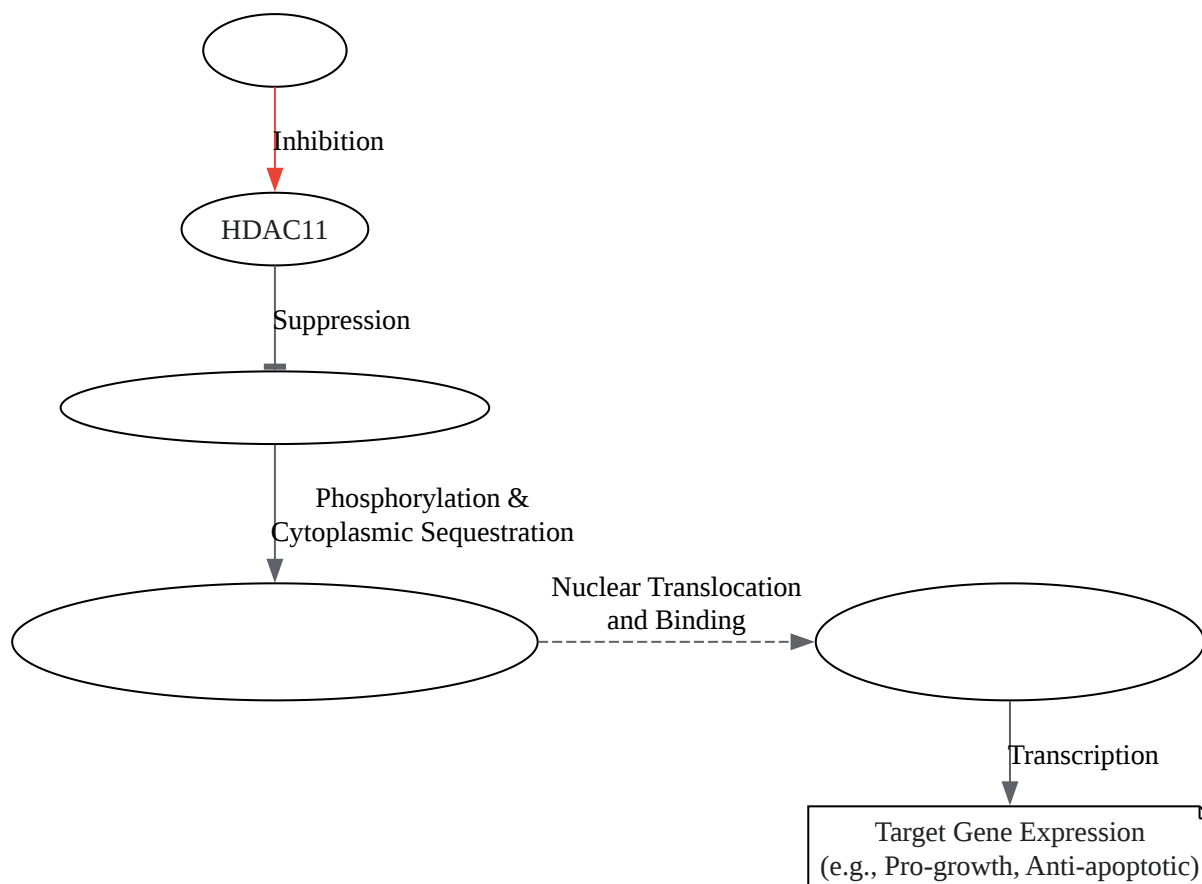 Inhibition
HDAC11
Suppression
Phosphorylation &
Cytoplasmic Sequestration
Nuclear Translocation
and Binding
Transcription
Target Gene Expression
(e.g., Pro-growth, Anti-apoptotic)